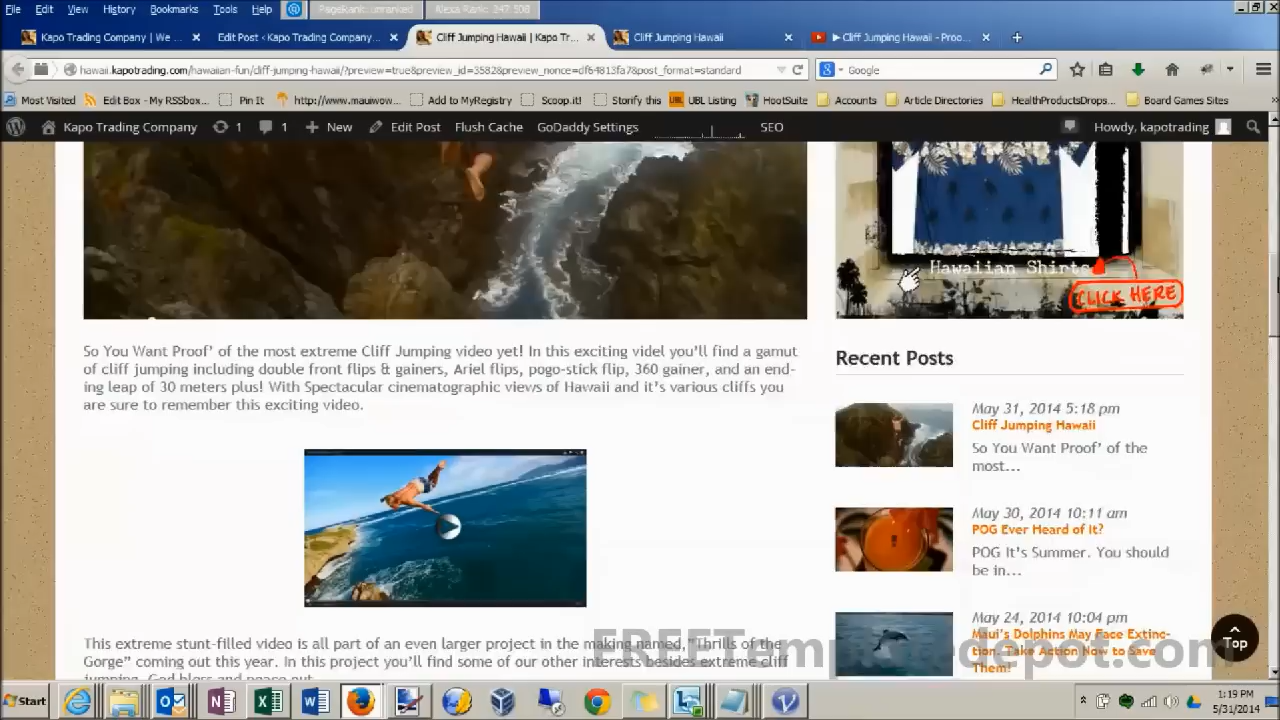 File Edit View History Bookmarks Tools Help PageRank: unranked Alexa Rank: 247,508
Kapo Trading Company | We ... × Edit Post ‹ Kapo Trading Company... × Cliff Jumping Hawaii | Kapo Tr... × Cliff Jumping Hawaii × ▶ Cliff Jumping Hawaii - Proo... × +
hawaii.kapotrading.com/hawaiian-fun/cliff-jumping-hawaii/?preview=true&preview_id=3582&preview_nonce=df64813fa7&post_format=standard Google
Most Visited Edit Box - My RSSbox... Pin It http://www.mauiwow... Add to MyRegistry Scoop.it! Storify this UBL Listing HootSuite Accounts Article Directories HealthProductsDrops... Board Games Sites
Kapo Trading Company 1 1 + New Edit Post Flush Cache GoDaddy Settings SEO Howdy, kapotrading
Hawaiian Shirts
CLICK HERE
So You Want Proof' of the most extreme Cliff Jumping video yet! In this exciting videl you'll find a gamut
of cliff jumping including double front flips & gainers, Ariel flips, pogo-stick flip, 360 gainer, and an end-
ing leap of 30 meters plus! With Spectacular cinematographic views of Hawaii and it's various cliffs you
are sure to remember this exciting video.
This extreme stunt-filled video is all part of an even larger project in the making named, "Thrills of the
Gorge" coming out this year. In this project you'll find some of our other interests besides extreme cliff
jumping. God bless and peace out.
Recent Posts
May 31, 2014 5:18 pm
Cliff Jumping Hawaii
So You Want Proof' of the
most...
May 30, 2014 10:11 am
POG Ever Heard of It?
POG It's Summer. You should
be in...
May 24, 2014 10:04 pm
Maui's Dolphins May Face Extinc-
tion. Take Action Now to Save
Them!
Top
Start
1:19 PM
5/31/2014